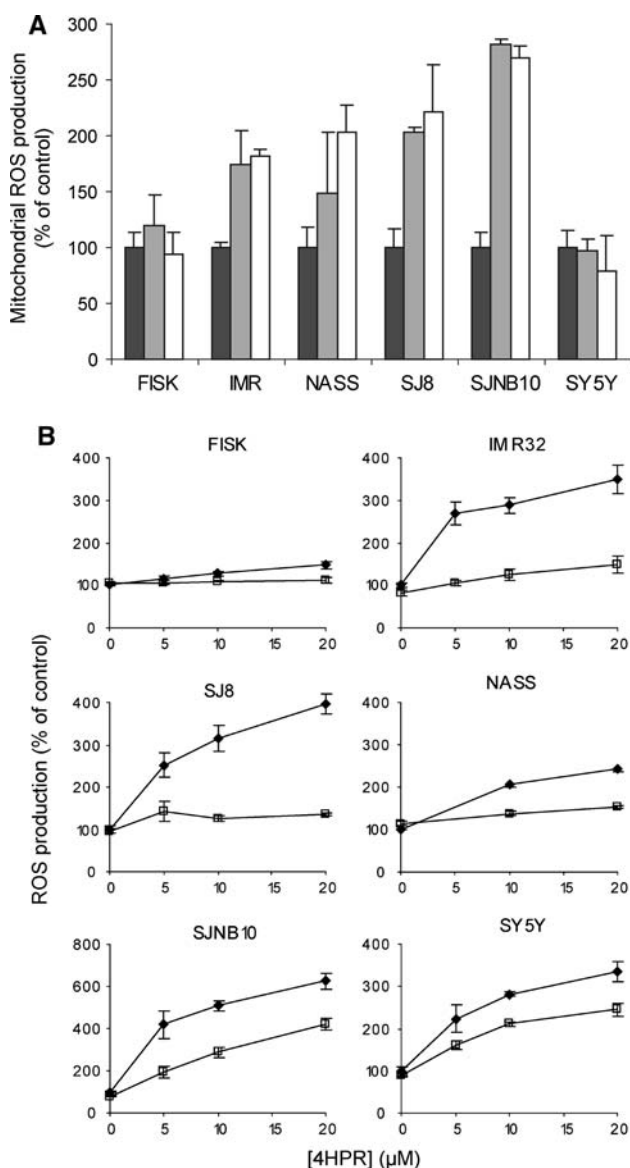 A
Mitochondrial ROS production
(% of control)
300
250
200
150
100
50
0
FISK IMR NASS SJ8 SJNB10 SY5Y
B
ROS production (% of control)
FISK
400
300
200
100
0
0 5 10 15 20
IMR32
400
300
200
100
0
0 5 10 15 20
SJ8
400
300
200
100
0
0 5 10 15 20
NASS
400
300
200
100
0
0 5 10 15 20
SJNB10
800
600
400
200
0
0 5 10 15 20
SY5Y
400
300
200
100
0
0 5 10 15 20
[4HPR] (µM)